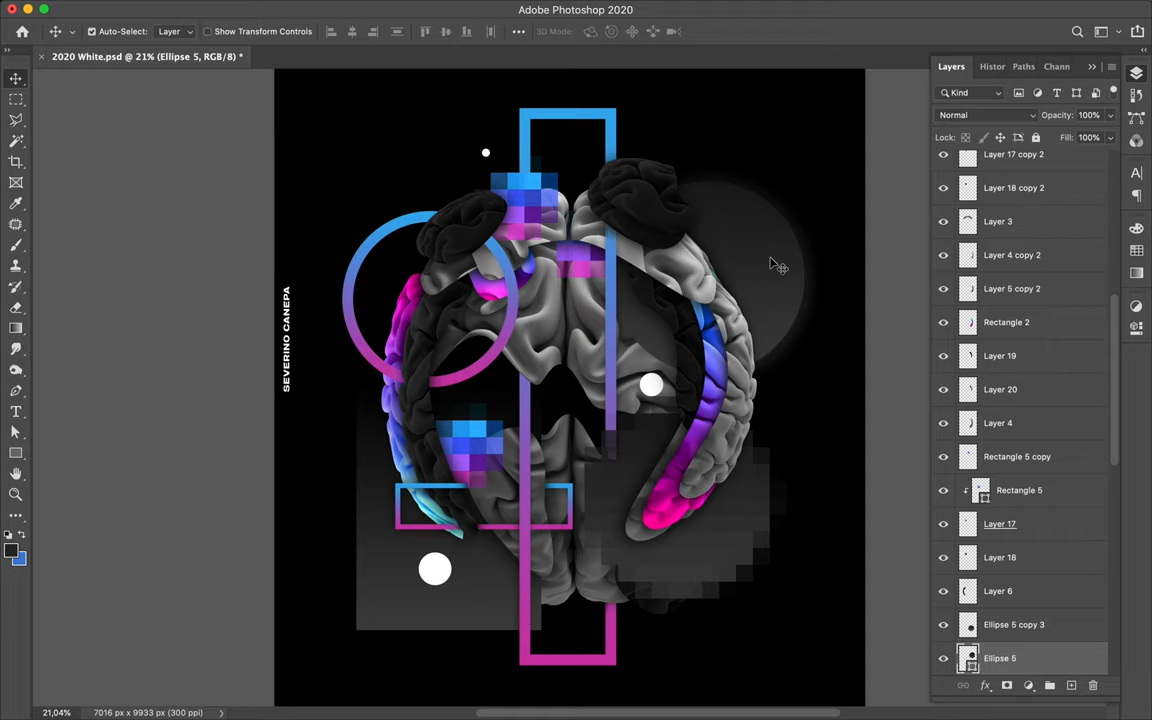 Adobe Photoshop 2020
Auto-Select: Layer Show Transform Controls 3D Mode:
2020 White.psd @ 21% (Ellipse 5, RGB/8) *
Layers Histor Paths Chann
Kind
Normal Opacity: 100%
Lock: Fill: 100%
Layer 17 copy 2
Layer 18 copy 2
Layer 3
Layer 4 copy 2
Layer 5 copy 2
Rectangle 2
Layer 19
Layer 20
Layer 4
Rectangle 5 copy
Rectangle 5
Layer 17
Layer 18
Layer 6
Ellipse 5 copy 3
Ellipse 5
SEVERINO CANEPA
21,04% 7016 px x 9933 px (300 ppi)